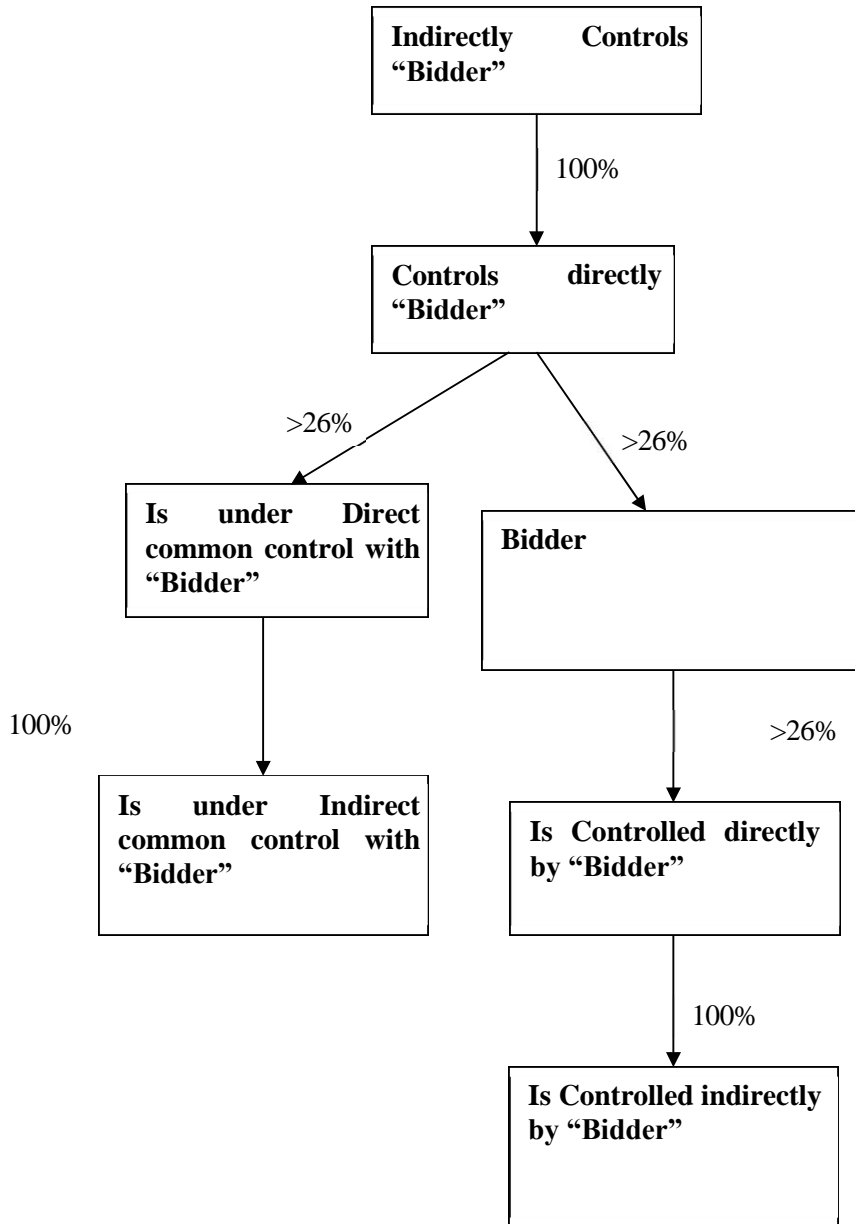 Indirectly Controls
“Bidder”
100%
Controls directly
“Bidder”
>26%
>26%
Is under Direct
common control with
“Bidder”
Bidder
100%
>26%
Is under Indirect
common control with
“Bidder”
Is Controlled directly
by “Bidder”
100%
Is Controlled indirectly
by “Bidder”